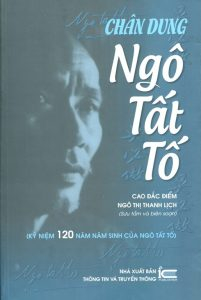 CHÂN DUNG
Ngô
Tất
Tố
CAO ĐẮC ĐIỂM
NGÔ THỊ THANH LỊCH
(Sưu tầm và biên soạn)
(KỶ NIỆM 120 NĂM NĂM SINH CỦA NGÔ TẤT TỐ)
NHÀ XUẤT BẢN
THÔNG TIN VÀ TRUYỀN THÔNG